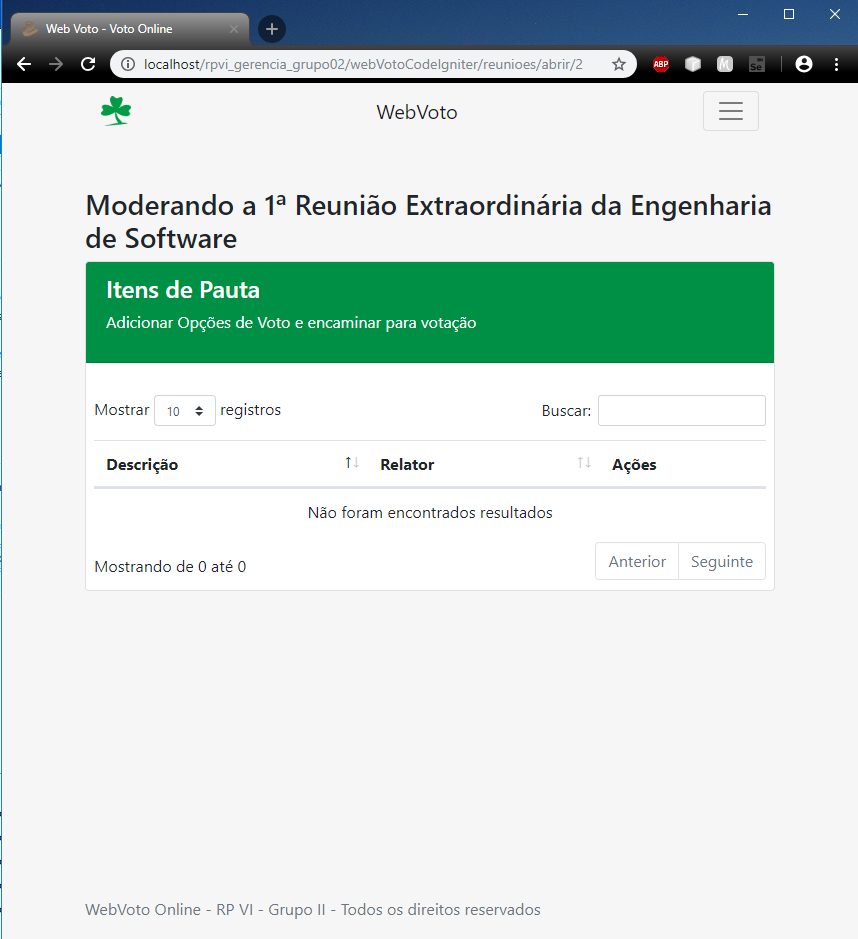 Web Voto - Voto Online
localhost/rpvi_gerencia_grupo02/webVotoCodeIgniter/reunioes/abrir/2
ABP
M
Se
WebVoto
Moderando a 1ª Reunião Extraordinária da Engenharia
de Software
Itens de Pauta
Adicionar Opções de Voto e encaminar para votação
Mostrar 10 registros
Buscar:
Descrição Relator Ações
Não foram encontrados resultados
Mostrando de 0 até 0
Anterior Seguinte
WebVoto Online - RP VI - Grupo II - Todos os direitos reservados